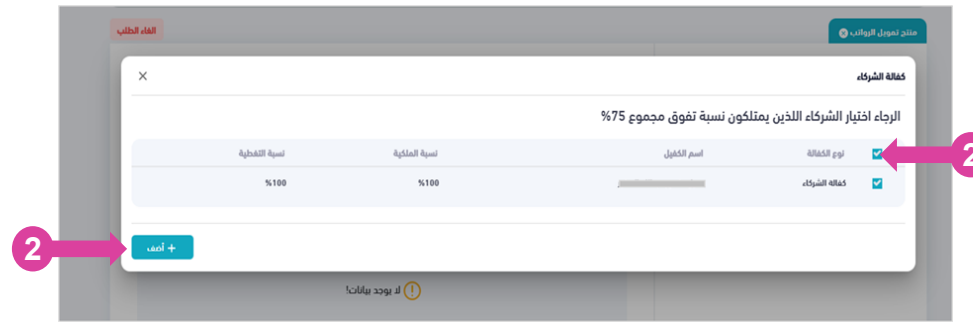 منتج تمويل الرواتب
الغاء الطلب
كفالة الشركاء
الرجاء اختيار الشركاء اللذين يمتلكون نسبة تفوق مجموع 75%
نوع الكفالة اسم الكفيل نسبة الملكية نسبة التغطية
2
كفالة الشركاء 100% 100%
+ أضف
2
لا يوجد بيانات!